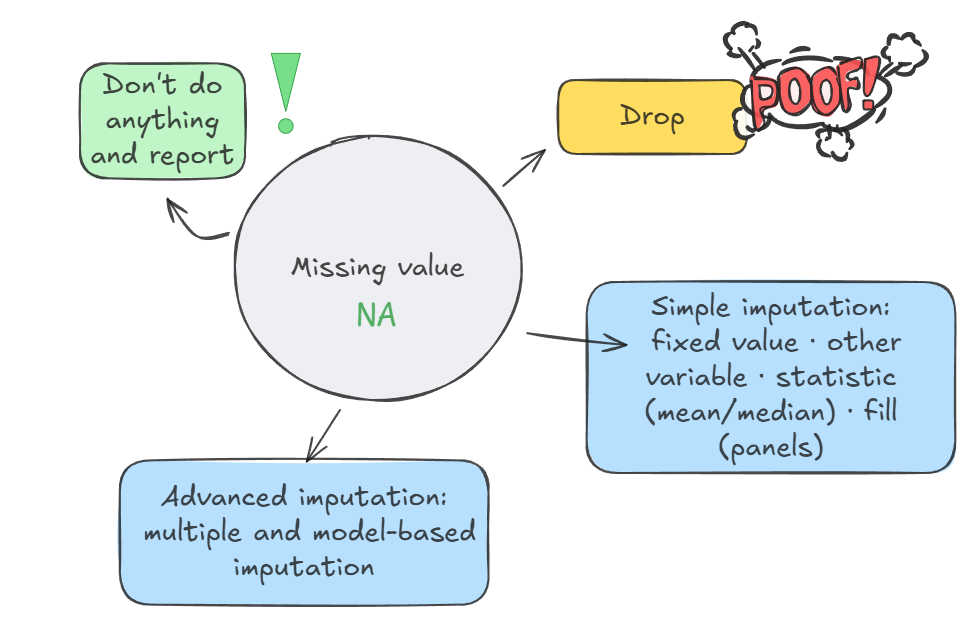 Don't do
anything
and report
!
Drop
POOF!
Missing value
NA
Simple imputation:
fixed value · other
variable · statistic
(mean/median) · fill
(panels)
Advanced imputation:
multiple and model-based
imputation